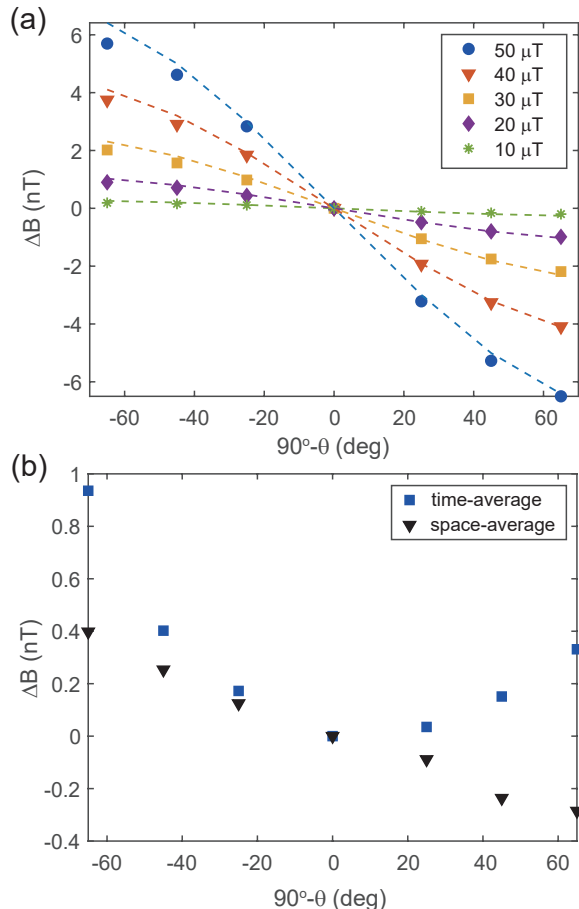 (a)
6
4
2
0
-2
-4
-6
ΔB (nT)
50 μT
40 μT
30 μT
20 μT
10 μT
-60 -40 -20 0 20 40 60
90°-θ (deg)
(b)
1
0.8
0.6
0.4
0.2
0
-0.2
-0.4
ΔB (nT)
time-average
space-average
-60 -40 -20 0 20 40 60
90°-θ (deg)